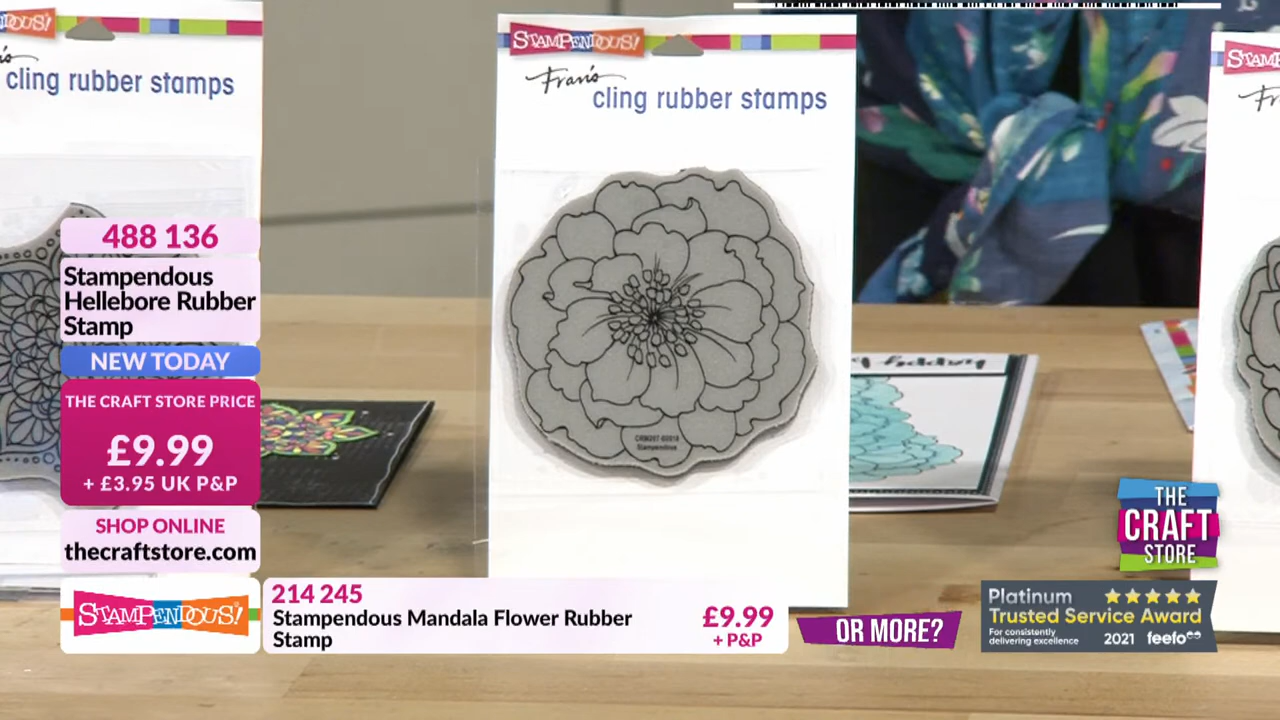 STAMPENDOUS!
Fran's
cling rubber stamps
cling rubber stamps
488 136
Stampendous
Hellebore Rubber
Stamp
NEW TODAY
THE CRAFT STORE PRICE
£9.99
+ £3.95 UK P&P
SHOP ONLINE
thecraftstore.com
STAMPENDOUS!
214 245
Stampendous Mandala Flower Rubber
Stamp
£9.99
+ P&P
OR MORE?
THE
CRAFT
STORE
Platinum
Trusted Service Award
For consistently
delivering excellence
2021 feefo
Stampendous